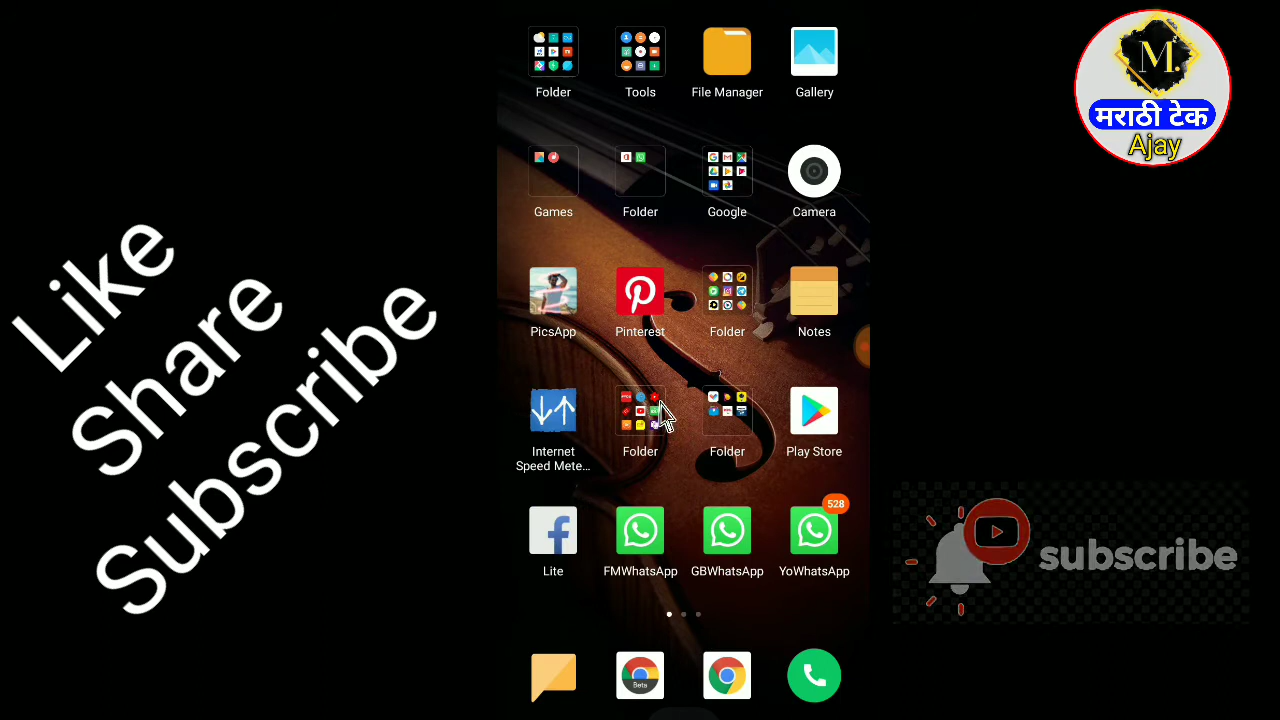 Like
Share
Subscribe
Folder
Tools
File Manager
Gallery
Games
Folder
Google
Camera
PicsApp
Pinterest
Folder
Notes
Internet
Speed Mete...
Folder
Folder
Play Store
528
Lite
FMWhatsApp
GBWhatsApp
YoWhatsApp
Beta
M.
मराठी टेक
Ajay
subscribe